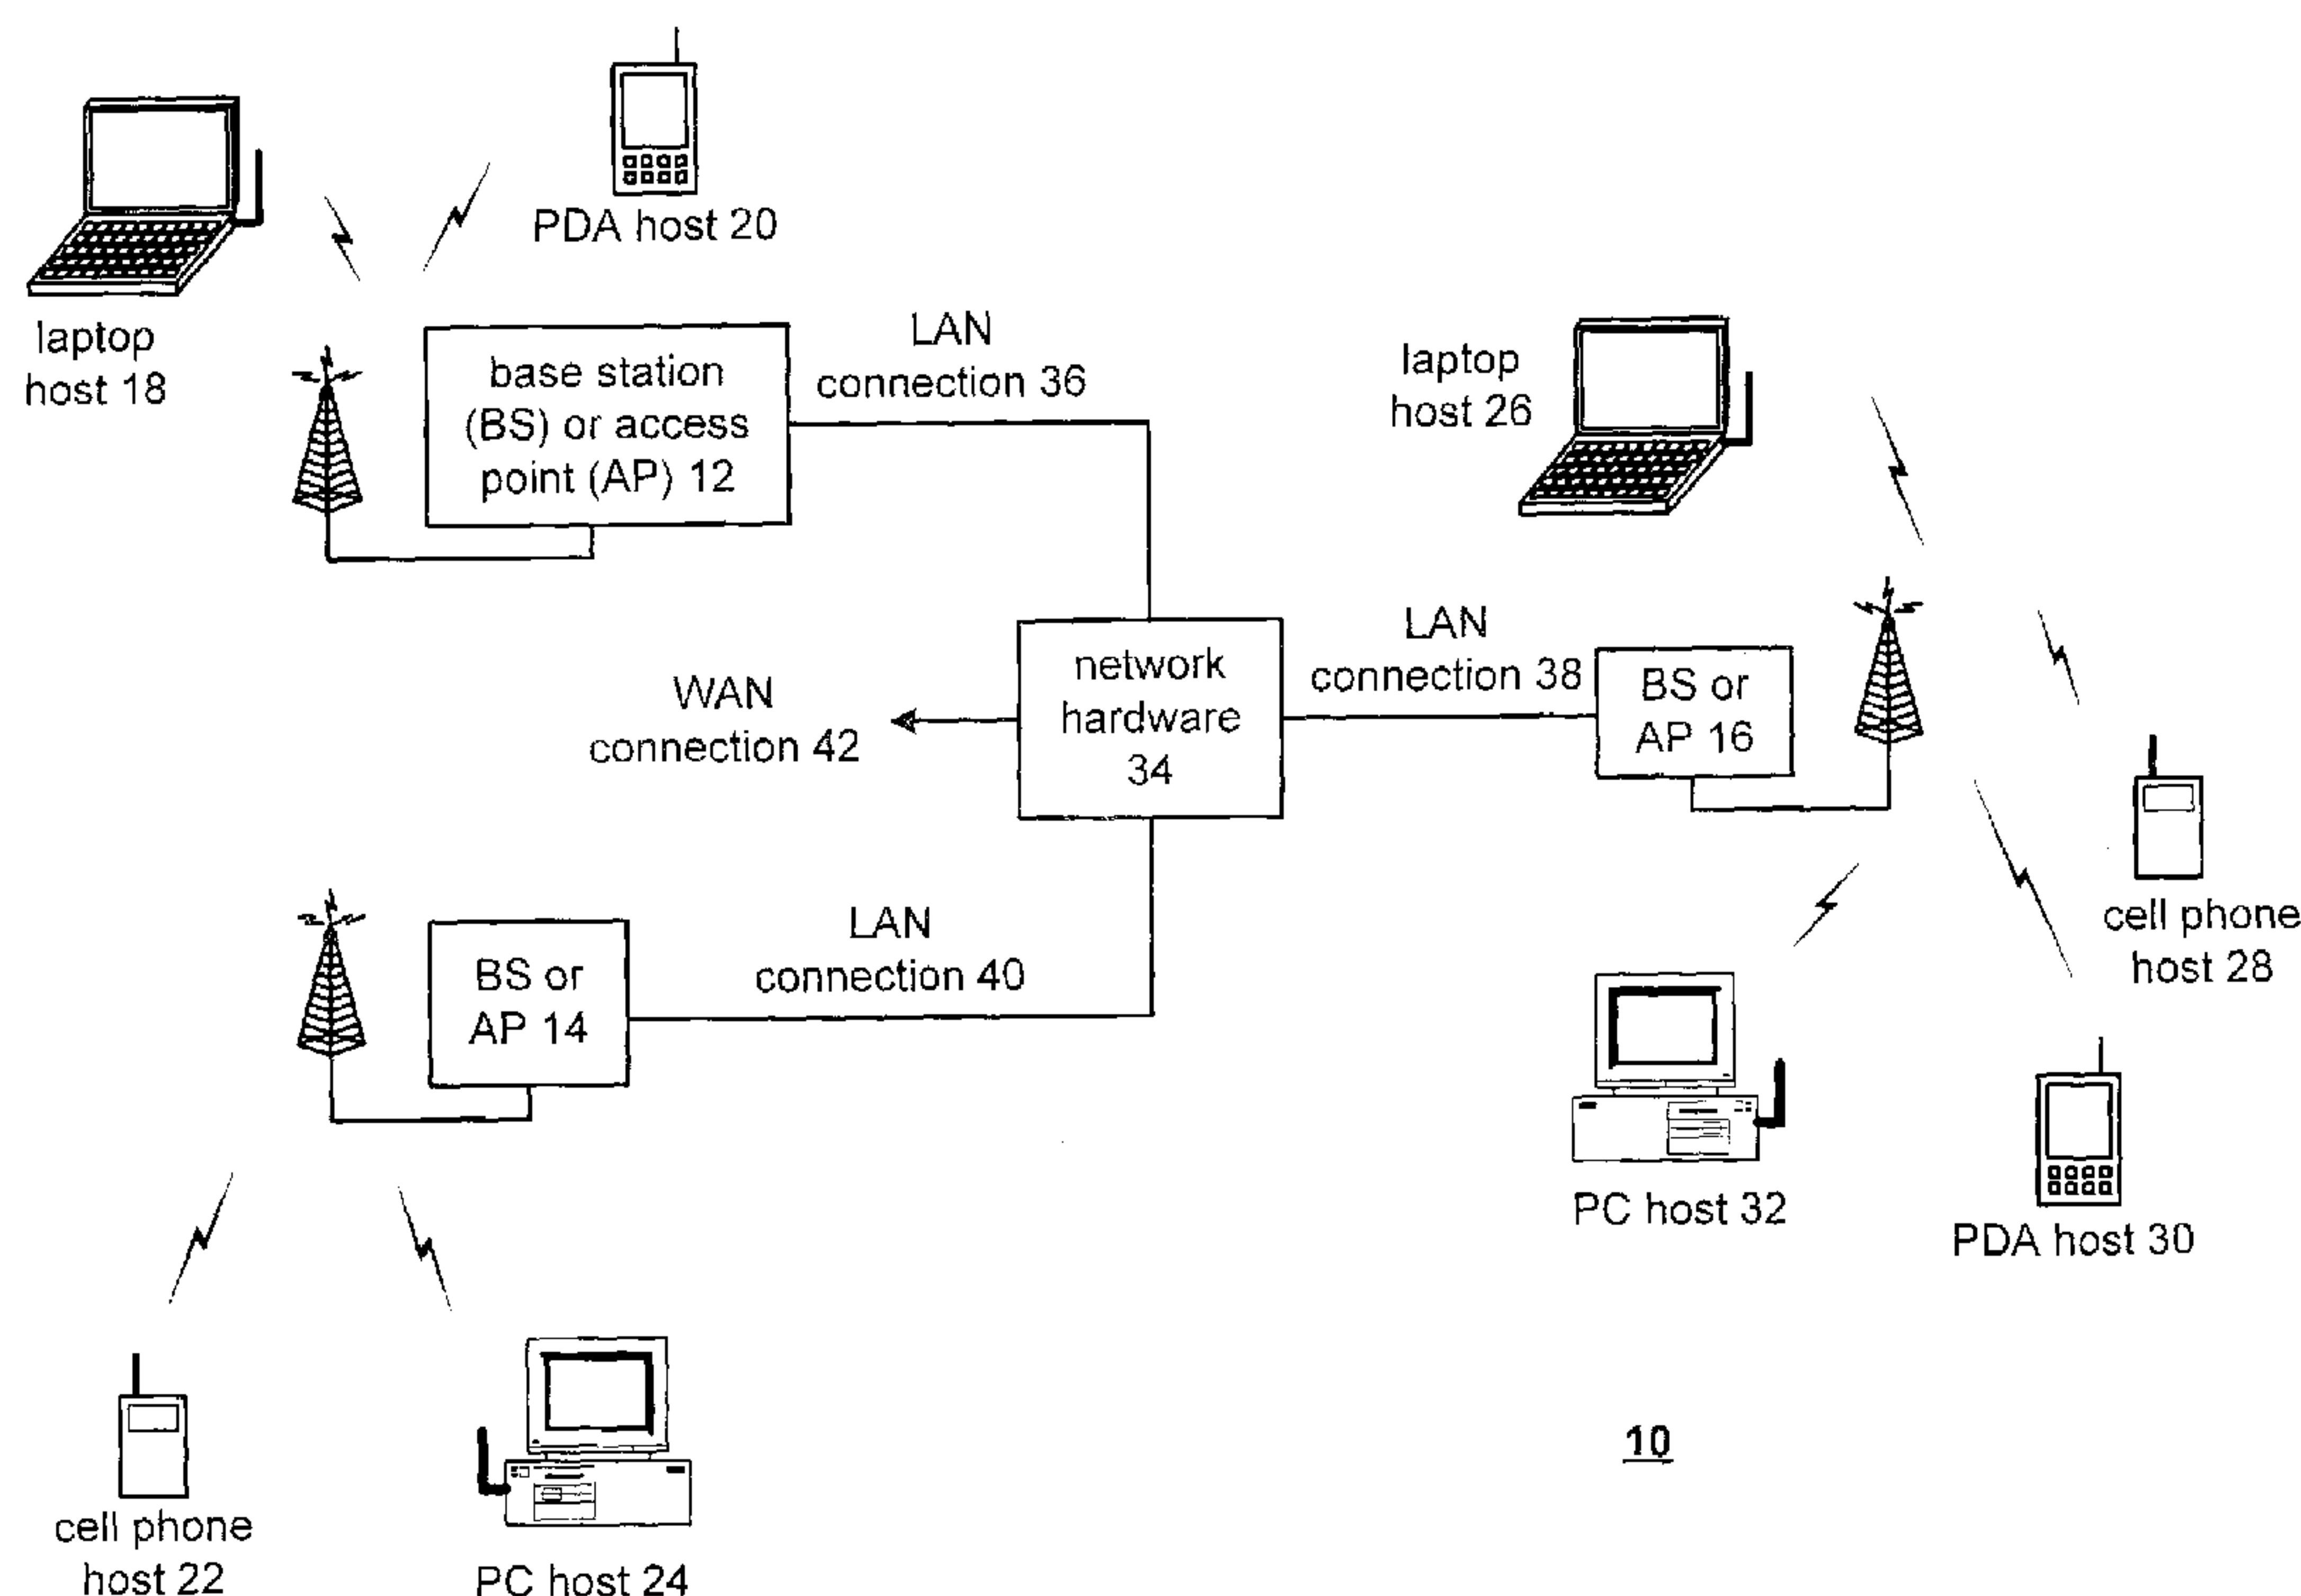 PDA host 20
laptop
host 18
base station
(BS) or access
point (AP) 12
LAN
connection 36
laptop
host 26
network
hardware
34
LAN
connection 38
BS or
AP 16
WAN
connection 42
cell phone
host 28
BS or
AP 14
LAN
connection 40
PC host 32
PDA host 30
10
cell phone
host 22
PC host 24